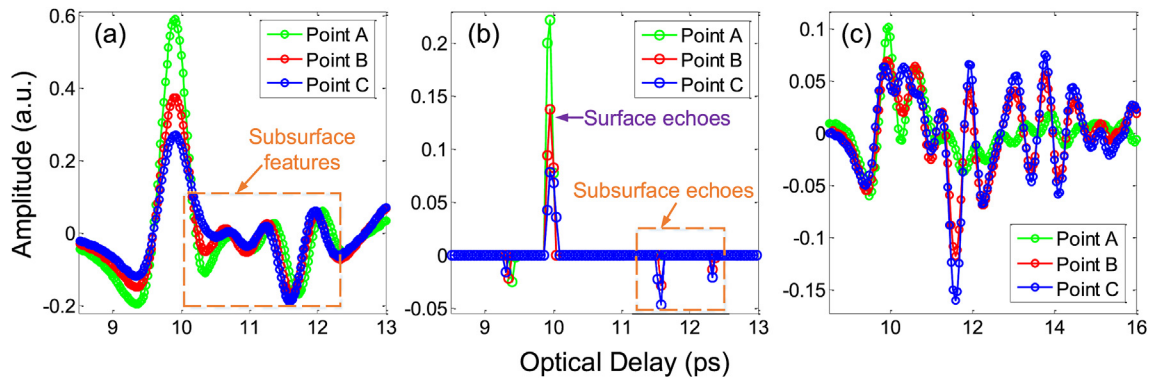 (a)
Point A
Point B
Point C
Subsurface
features
0.6
0.4
0.2
0
-0.2
9
10
11
12
13
Amplitude (a.u.)
(b)
Point A
Point B
Point C
Surface echoes
Subsurface echoes
0.2
0.15
0.1
0.05
0
-0.05
9
10
11
12
13
Optical Delay (ps)
(c)
Point A
Point B
Point C
0.1
0.05
0
-0.05
-0.1
-0.15
10
12
14
16